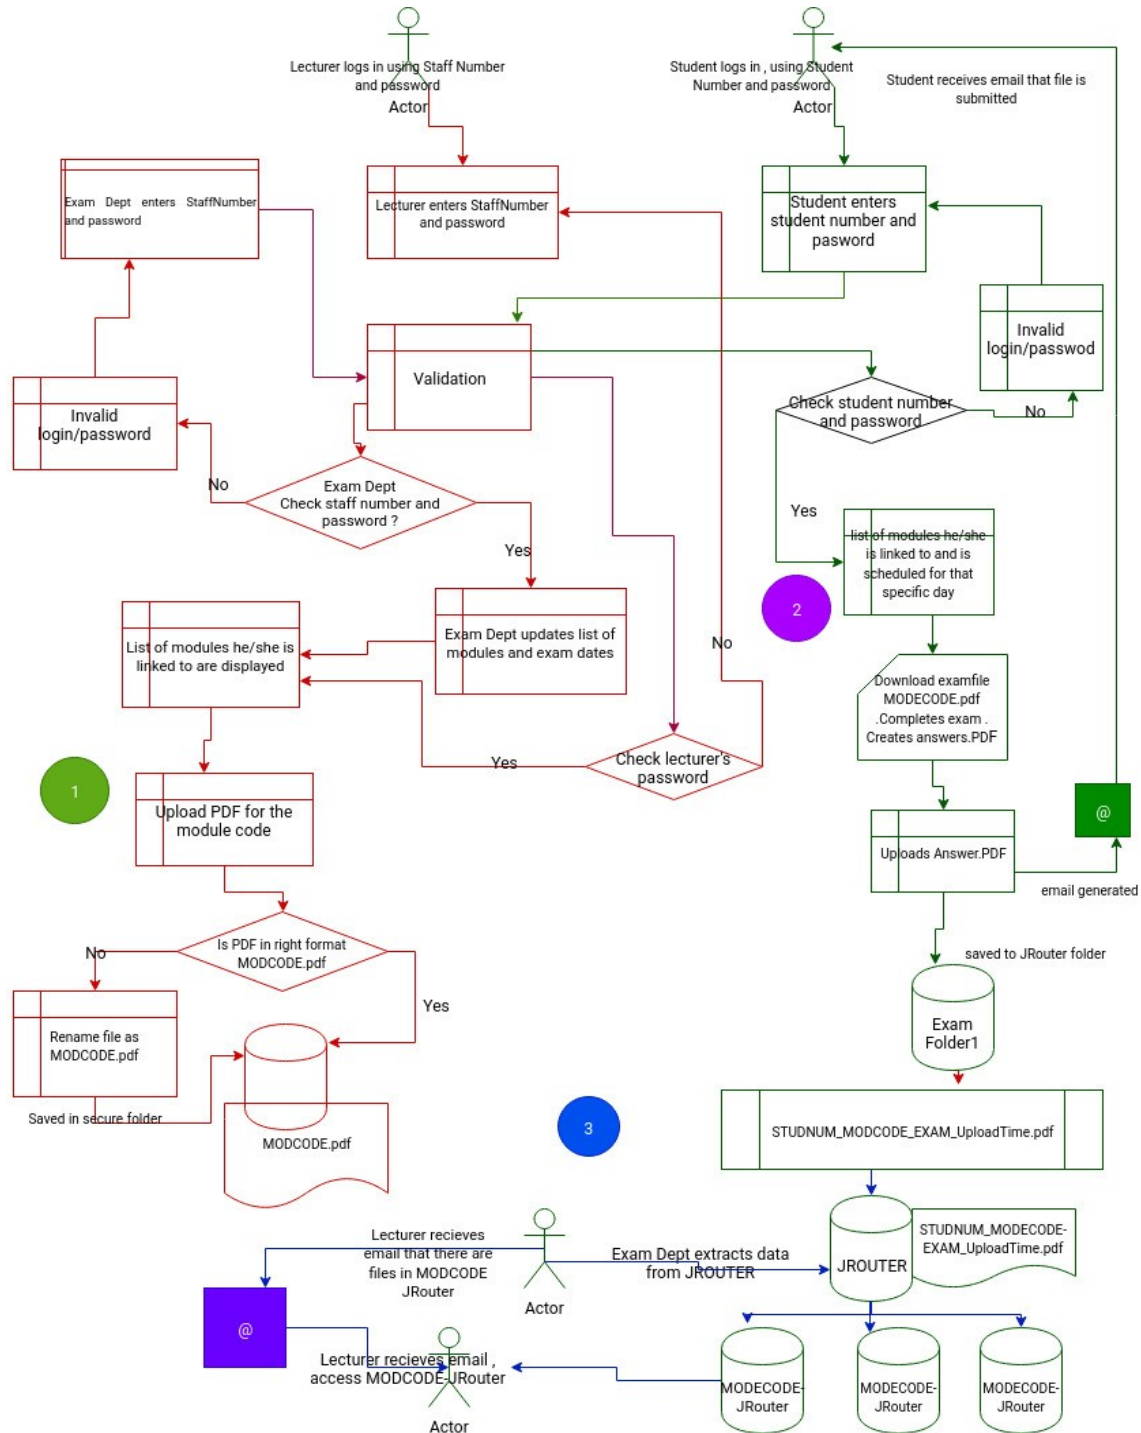 Lecturer logs in using Staff Number
and password
Actor
Student logs in , using Student
Number and password
Actor
Student receives email that file is
submitted
Exam Dept enters StaffNumber
and password
Lecturer enters StaffNumber
and password
Student enters
student number and
pasword
Invalid
login/passwod
Validation
Invalid
login/password
Check student number
and password
No
No
Exam Dept
Check staff number and
password ?
Yes
Yes
list of modules he/she
is linked to and is
scheduled for that
specific day
2
List of modules he/she is
linked to are displayed
Exam Dept updates list of
modules and exam dates
No
Download examfile
MODECODE.pdf
.Completes exam .
Creates answers.PDF
Yes
Check lecturer's
password
1
Upload PDF for the
module code
@
Uploads Answer.PDF
email generated
Is PDF in right format
MODCODE.pdf
No
Yes
saved to JRouter folder
Exam
Folder1
Rename file as
MODCODE.pdf
Saved in secure folder
MODCODE.pdf
3
STUDNUM_MODCODE_EXAM_UploadTime.pdf
Lecturer recieves
email that there are
files in MODCODE
JRouter
Exam Dept extracts data
from JROUTER
Actor
JROUTER
STUDNUM_MODECODE-
EXAM_UploadTime.pdf
@
Lecturer recieves email ,
access MODCODE-JRouter
Actor
MODECODE-
JRouter
MODECODE-
JRouter
MODECODE-
JRouter